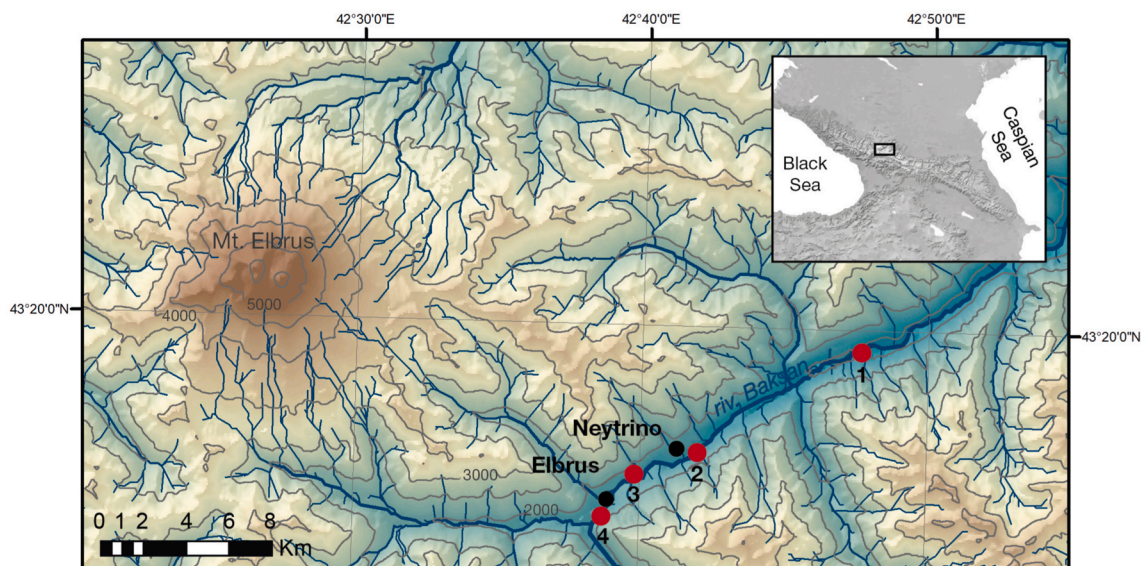 42°30'0"E
42°40'0"E
42°50'0"E
Black
Sea
Caspian
Sea
Mt. Elbrus
5000
4000
43°20'0"N
43°20'0"N
1
riv. Baksan
Neytrino
2
Elbrus
3
3000
2000
4
0 1 2 4 6 8
Km